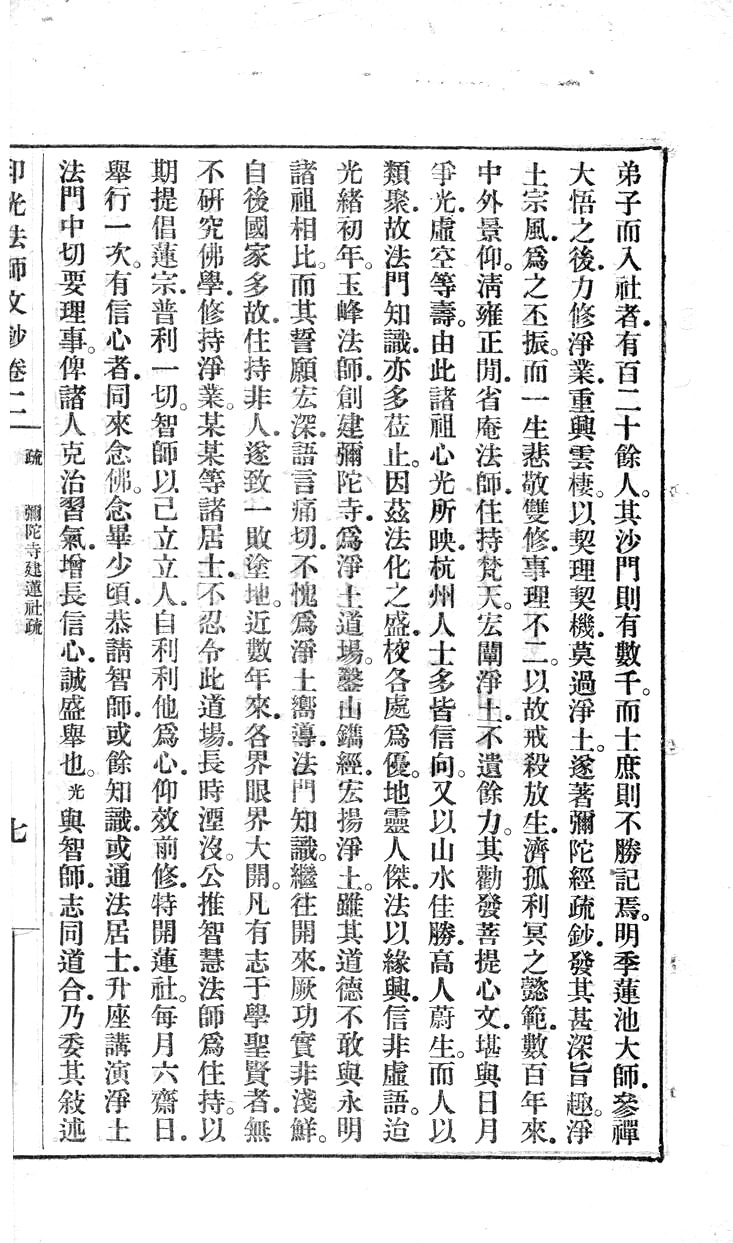 弟子而入社者.有百二十餘人。其沙門則有數千。而士庶則不勝記焉。明季蓮池大師.參禪
大悟之後.力修淨業.重興雲棲。以契理契機.莫過淨土。遂著彌陀經疏鈔.發其甚深旨趣。淨
土宗風.爲之丕振。而一生悲敬雙修.事理不二。以故戒殺放生.濟孤利冥之懿範.數百年來.
中外景仰。淸雍正閒.省庵法師.住持梵天.宏闡淨土.不遺餘力。其勸發菩提心文.堪與日月
爭光.虛空等壽。由此諸祖心光所映.杭州人士多皆信向。又以山水佳勝.高人蔚生。而人以
類聚.故法門知識.亦多莅止。因茲法化之盛.校各處爲優。地靈人傑.法以緣興.信非虛語。迨
光緒初年。玉峰法師.創建彌陀寺.爲淨土道場。鑿山鐫經.宏揚淨土。雖其道德不敢與永明
諸祖相比。而其誓願宏深.語言痛切.不愧爲淨土嚮導.法門知識。繼往開來.厥功實非淺鮮。
自後國家多故.住持非人.遂致一敗塗地。近數年來.各界眼界大開。凡有志于學聖賢者.無
不研究佛學.修持淨業。某某等諸居士.不忍令此道場.長時湮沒。公推智慧法師爲住持。以
期提倡蓮宗.普利一切。智師以己立立人.自利利他爲心.仰效前修.特開蓮社。每月六齋日.
舉行一次。有信心者.同來念佛。念畢少頃.恭請智師.或餘知識.或通法居士.升座講演淨土
法門中切要理事。俾諸人克治習氣.增長信心.誠盛舉也。光與智師志同道合.乃委其敍述
印光法師文鈔卷二 疏 彌陀寺建蓮社疏 七